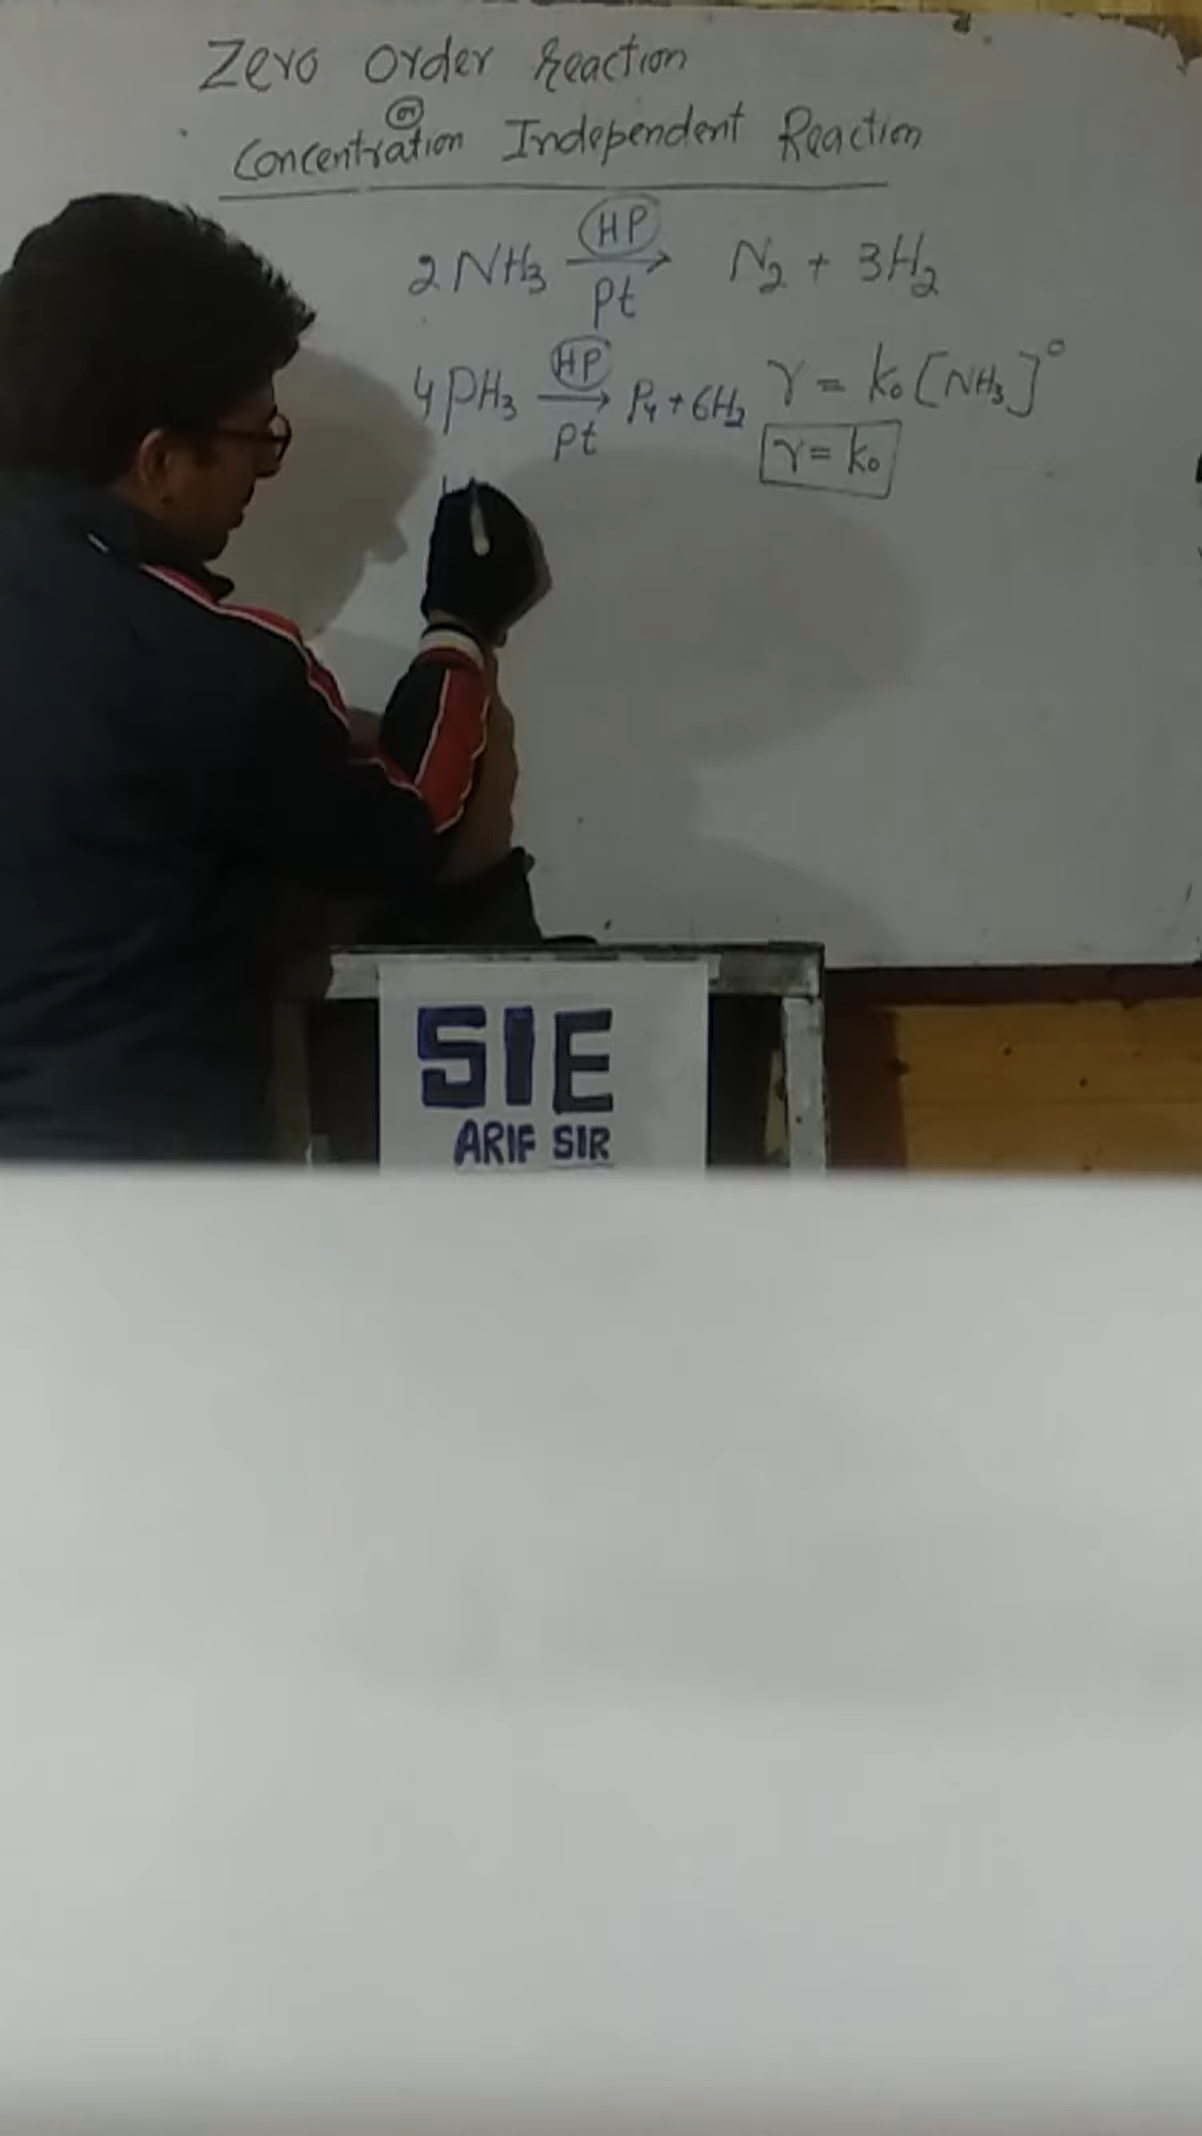 Zero Order Reaction
or
Concentration Independent Reaction
HP
2NH₃ → N₂ + 3H₂
Pt
HP
4PH₃ → P₄ + 6H₂ r = k₀[NH₃]⁰
Pt
r = k₀
SIE
ARIF SIR